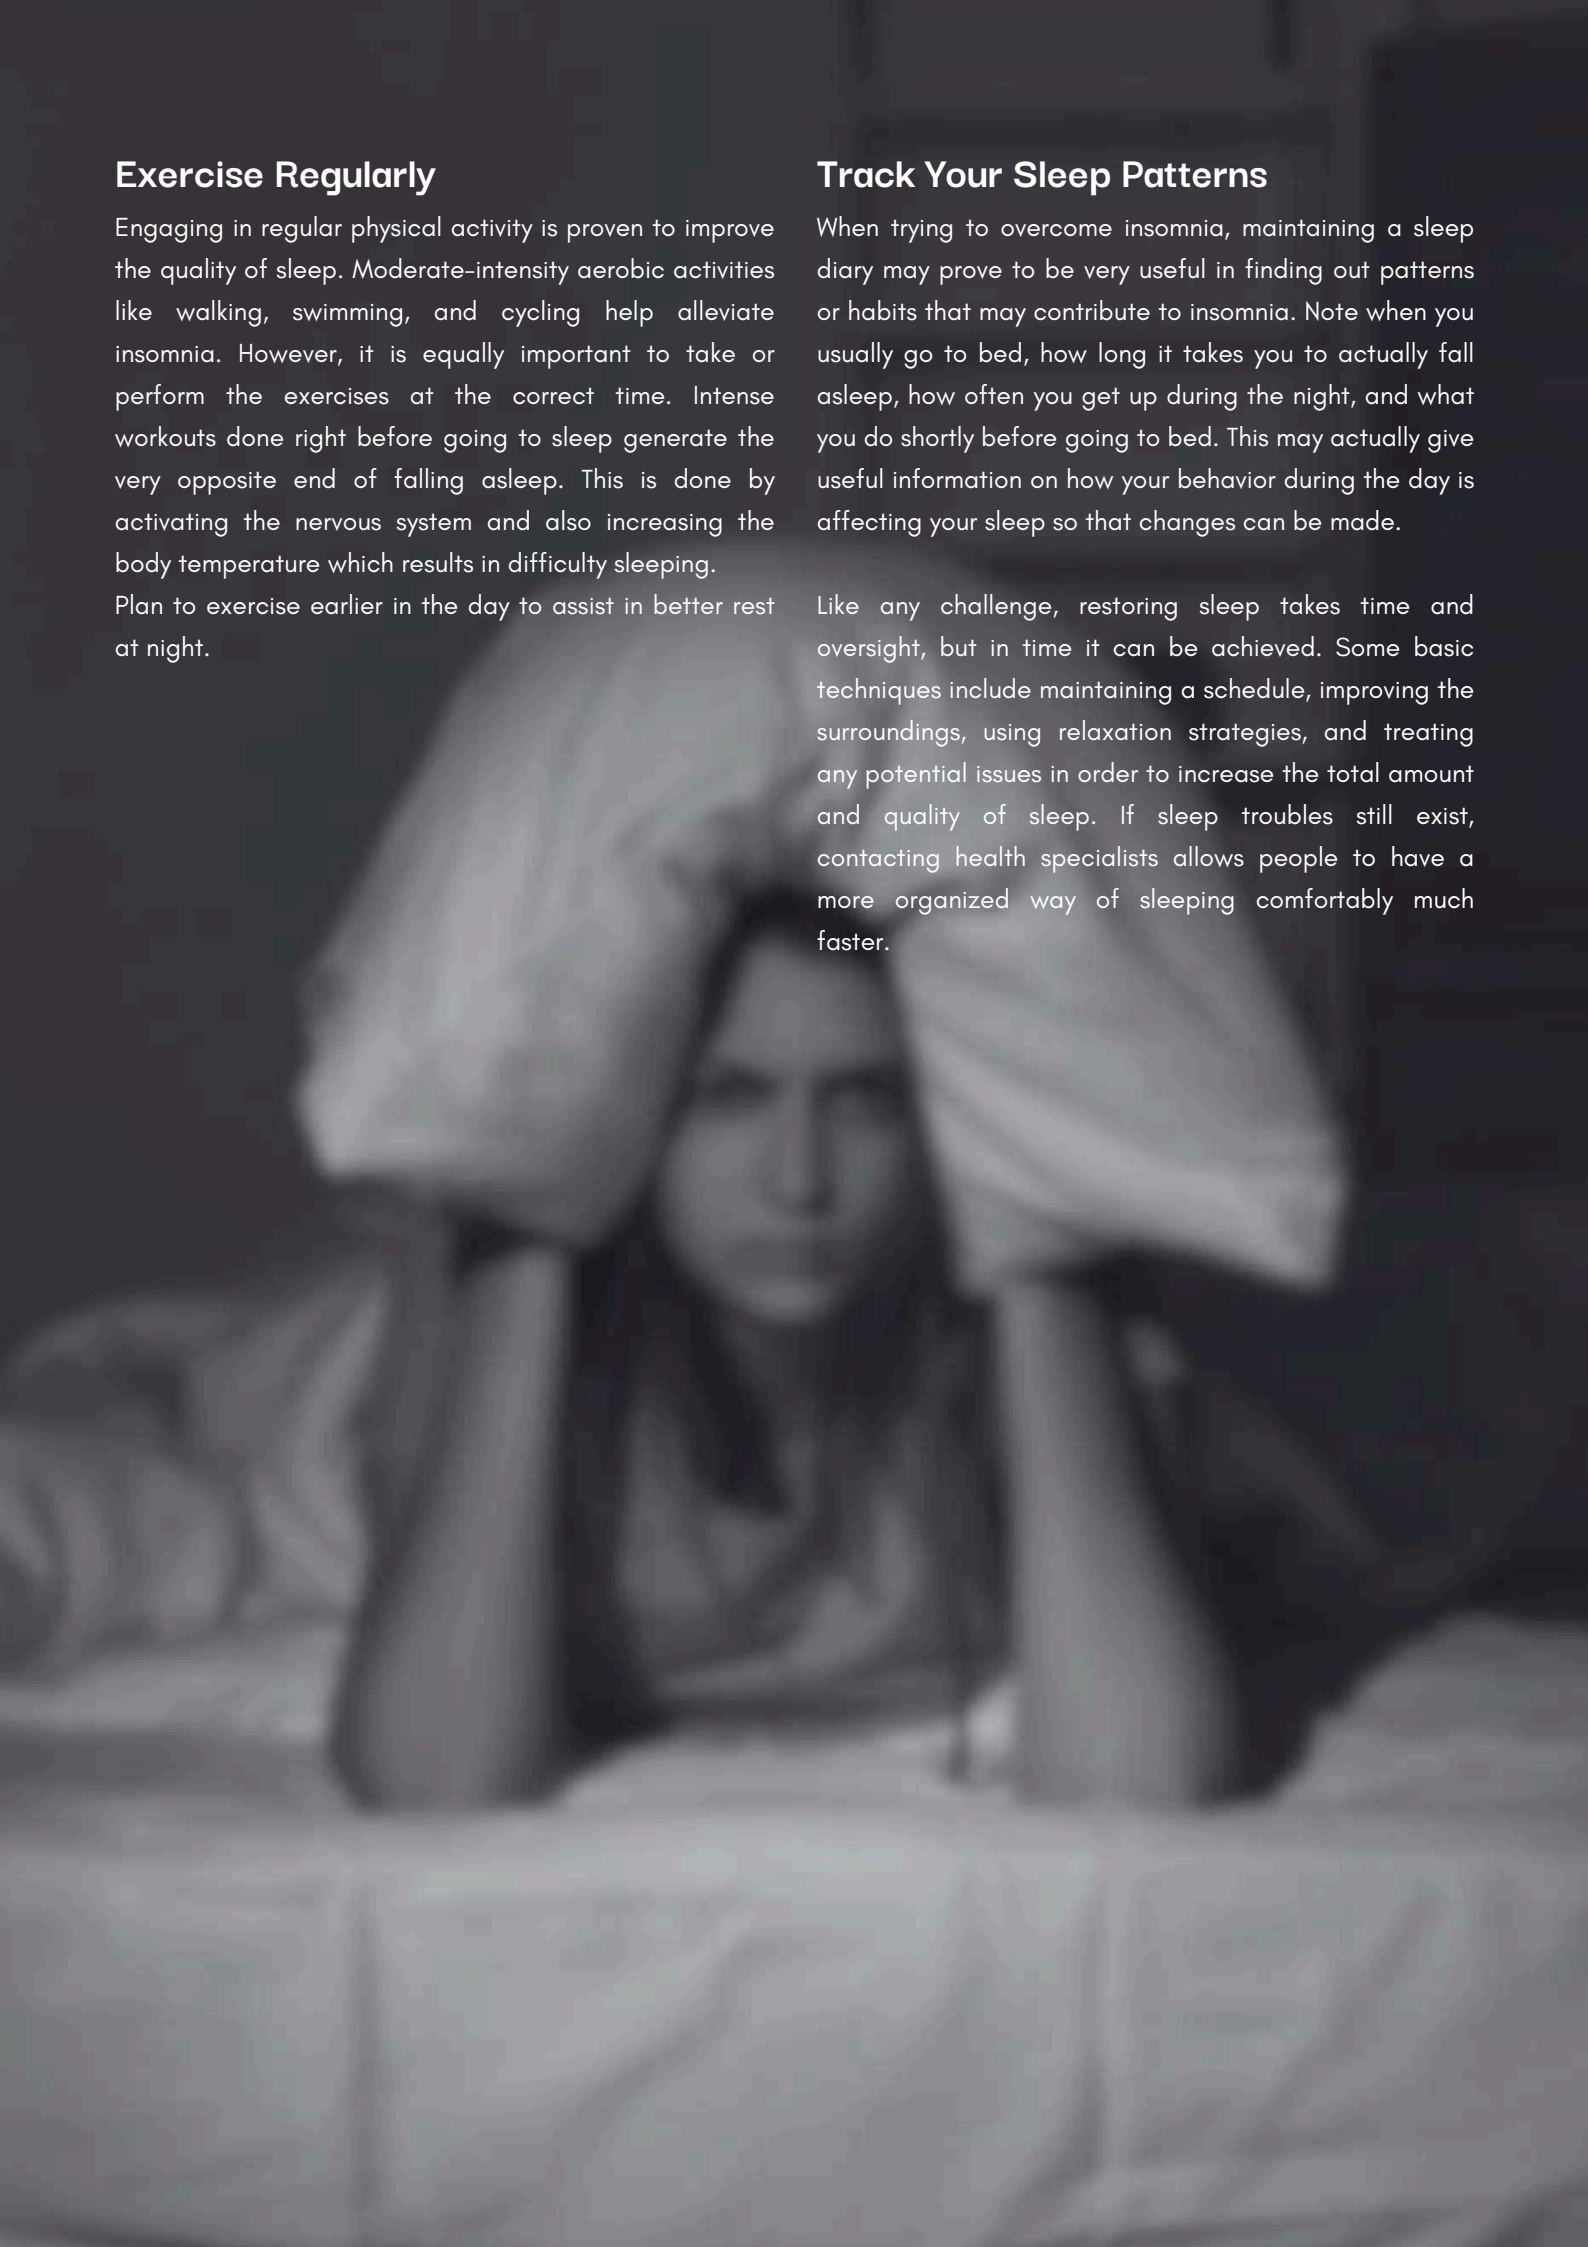 Exercise Regularly
Engaging in regular physical activity is proven to improve
the quality of sleep. Moderate-intensity aerobic activities
like walking, swimming, and cycling help alleviate
insomnia. However, it is equally important to take or
perform the exercises at the correct time. Intense
workouts done right before going to sleep generate the
very opposite end of falling asleep. This is done by
activating the nervous system and also increasing the
body temperature which results in difficulty sleeping.
Plan to exercise earlier in the day to assist in better rest
at night.
Track Your Sleep Patterns
When trying to overcome insomnia, maintaining a sleep
diary may prove to be very useful in finding out patterns
or habits that may contribute to insomnia. Note when you
usually go to bed, how long it takes you to actually fall
asleep, how often you get up during the night, and what
you do shortly before going to bed. This may actually give
useful information on how your behavior during the day is
affecting your sleep so that changes can be made.
Like any challenge, restoring sleep takes time and
oversight, but in time it can be achieved. Some basic
techniques include maintaining a schedule, improving the
surroundings, using relaxation strategies, and treating
any potential issues in order to increase the total amount
and quality of sleep. If sleep troubles still exist,
contacting health specialists allows people to have a
more organized way of sleeping comfortably much
faster.